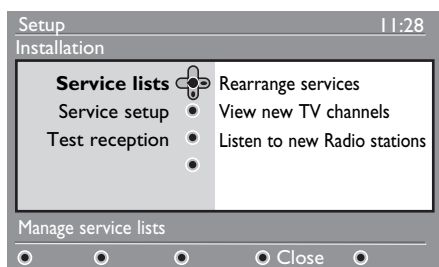 Setup 11:28
Installation
Service lists Rearrange services
Service setup View new TV channels
Test reception Listen to new Radio stations
Manage service lists
Close